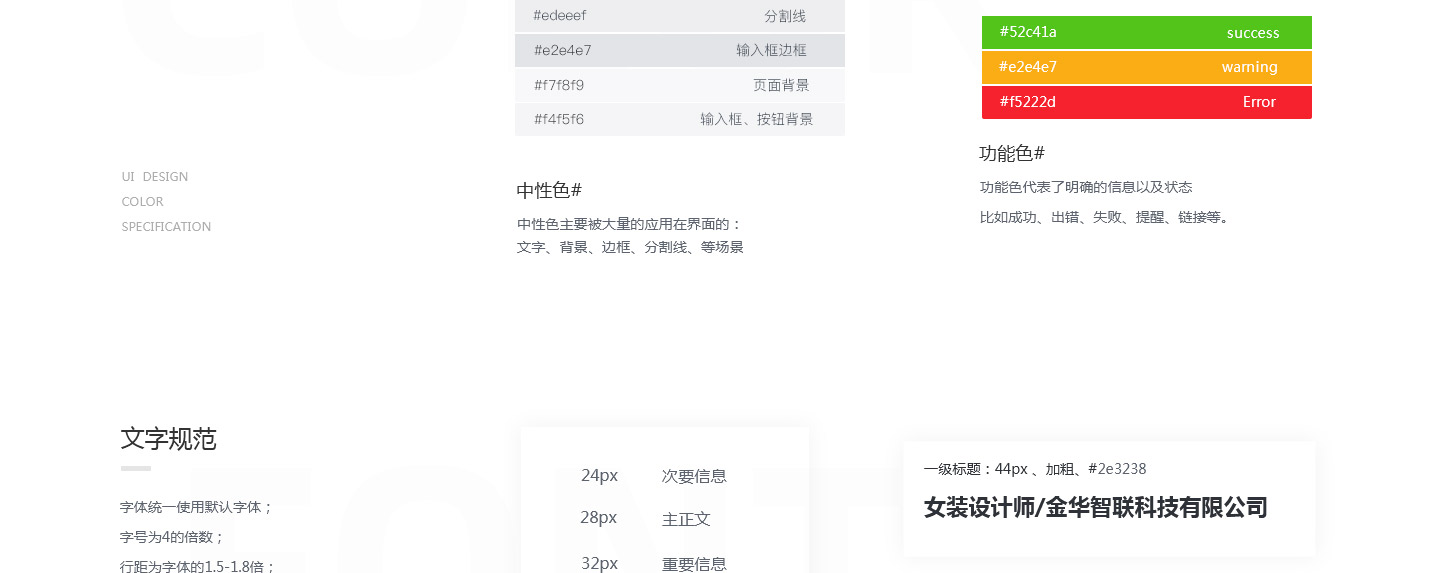 #edeeef 分割线
#e2e4e7 输入框边框
#f7f8f9 页面背景
#f4f5f6 输入框、按钮背景
#52c41a success
#e2e4e7 warning
#f5222d Error
UI DESIGN
COLOR
SPECIFICATION
中性色#
中性色主要被大量的应用在界面的：
文字、背景、边框、分割线、等场景
功能色#
功能色代表了明确的信息以及状态
比如成功、出错、失败、提醒、链接等。
文字规范
字体统一使用默认字体；
字号为4的倍数；
行距为字体的1.5-1.8倍；
24px 次要信息
28px 主正文
32px 重要信息
一级标题：44px 、加粗、#2e3238
女装设计师/金华智联科技有限公司
FONT